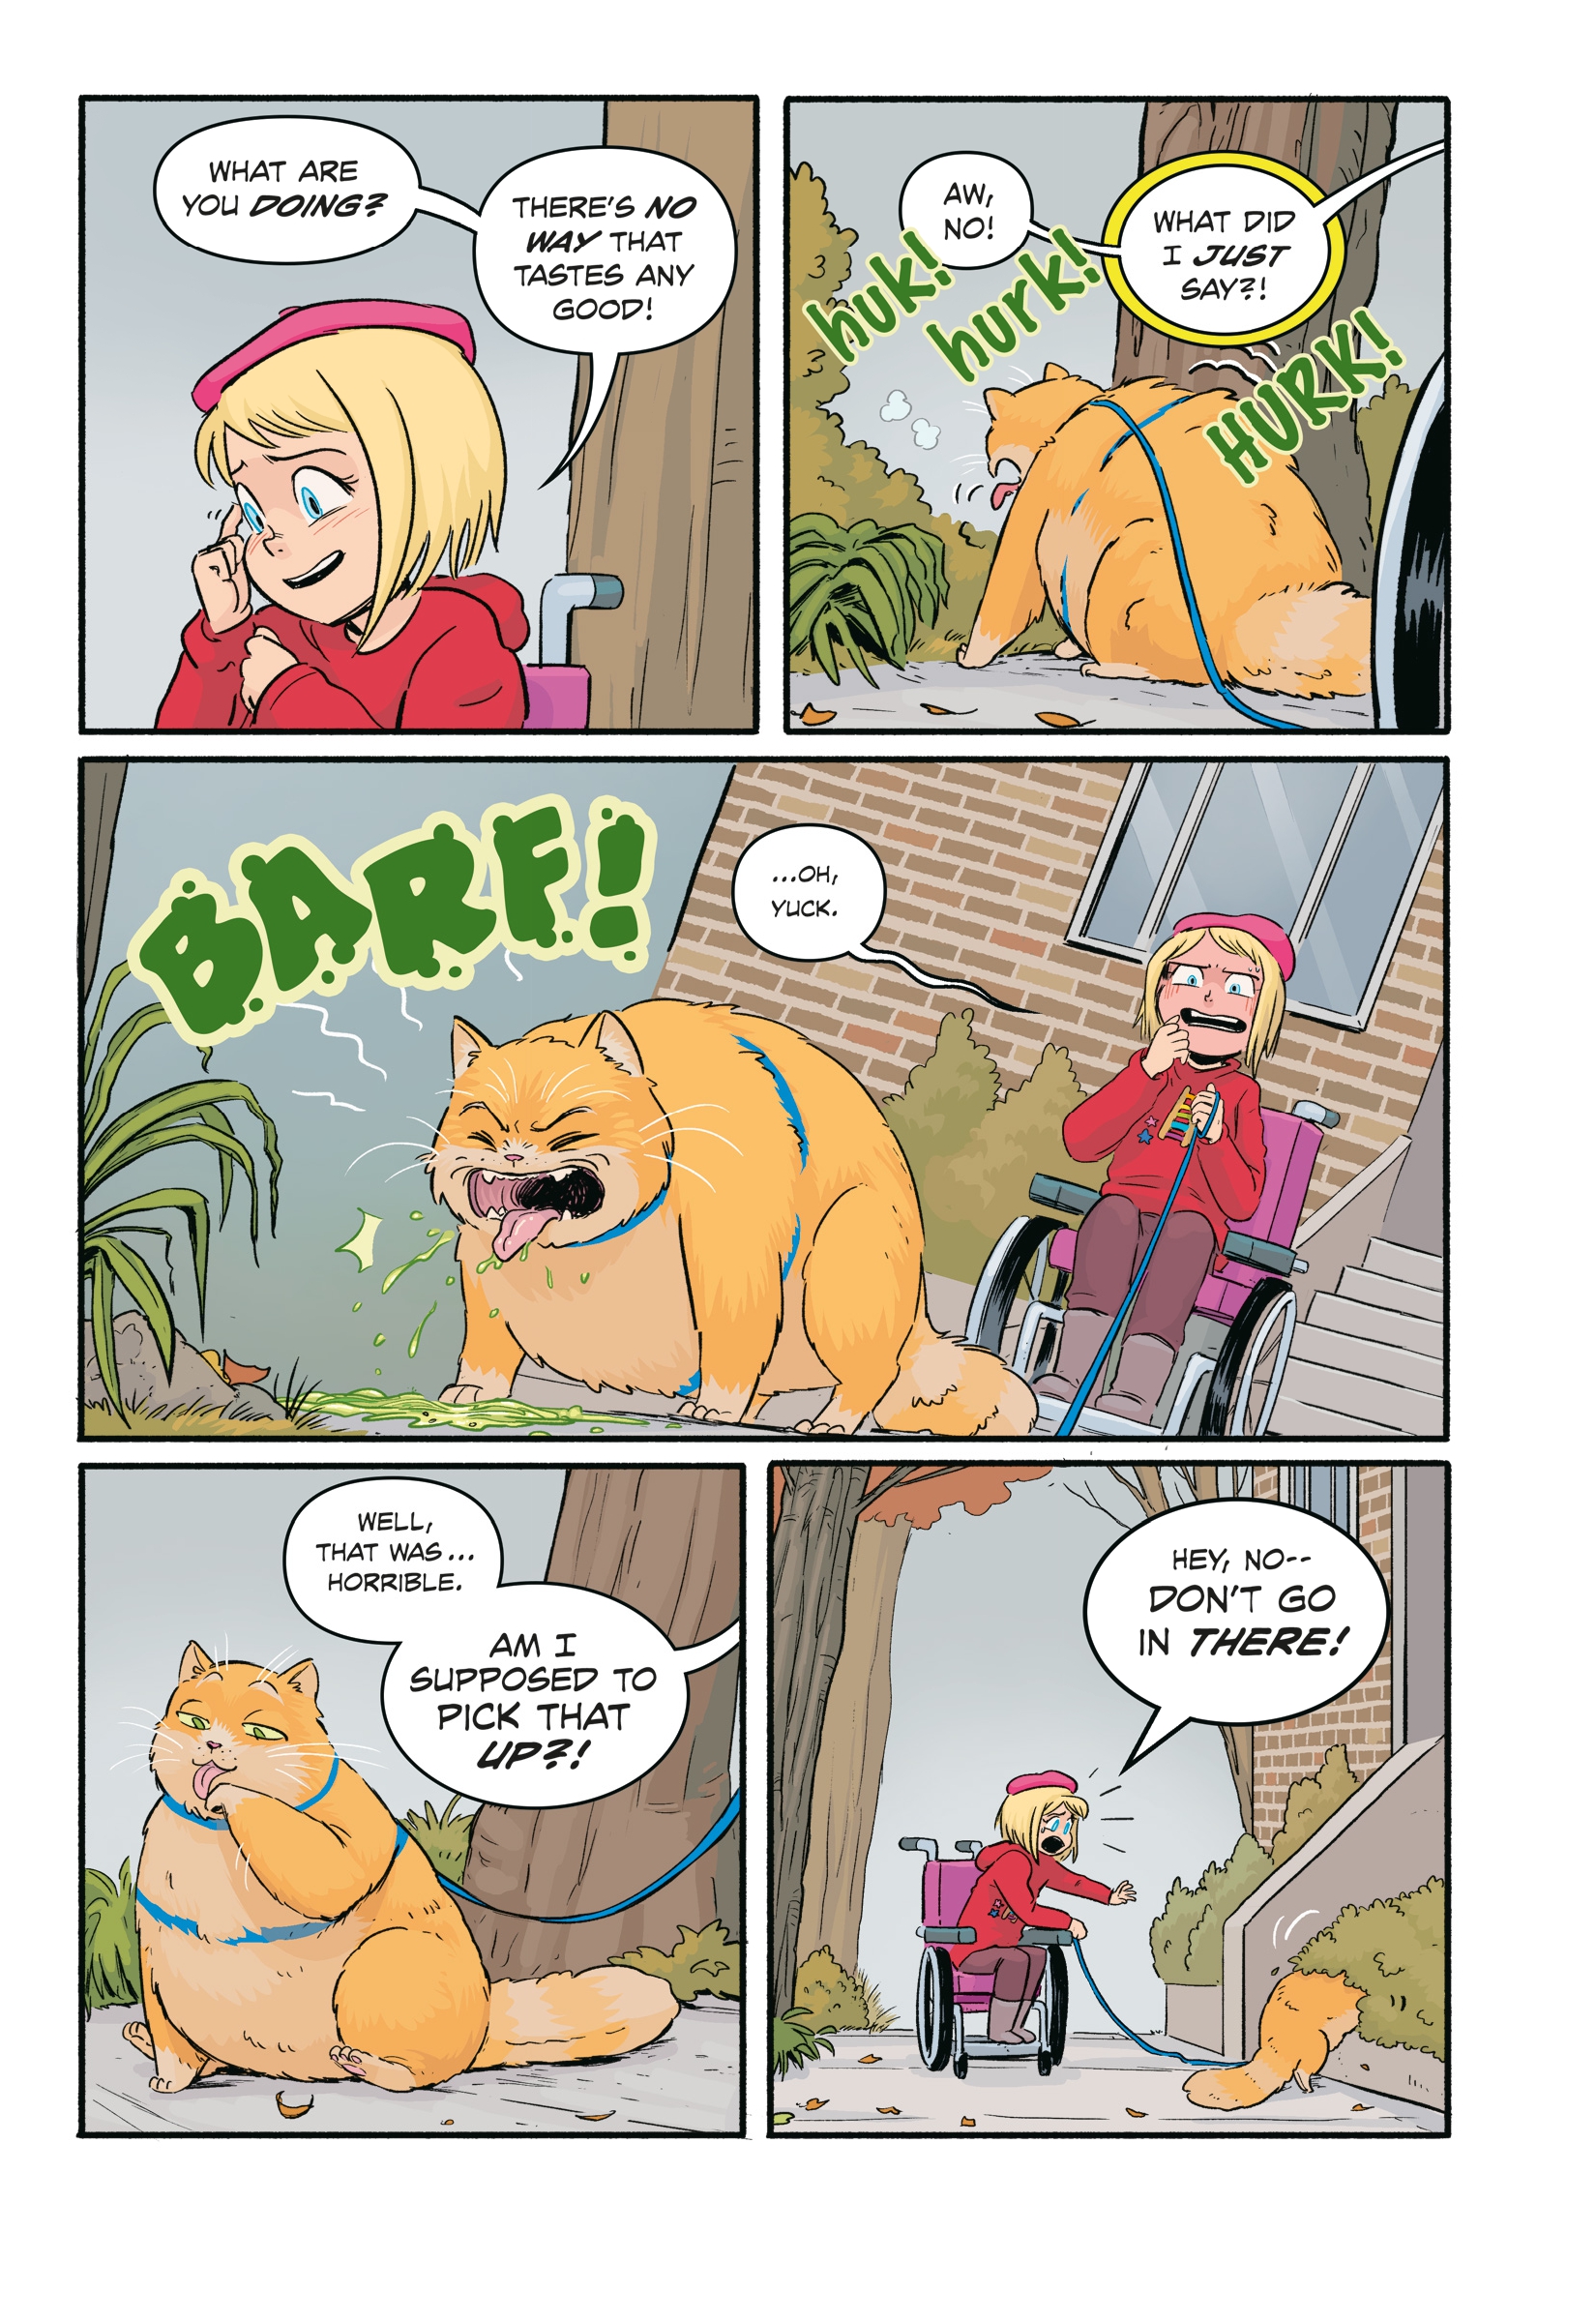 WHAT ARE
YOU DOING?
THERE'S NO
WAY THAT
TASTES ANY
GOOD!
AW,
NO!
WHAT DID
I JUST
SAY?!
huk!
hurk!
HURK!
BARF!
...OH,
YUCK.
WELL,
THAT WAS...
HORRIBLE.
AM I
SUPPOSED TO
PICK THAT
UP?!
HEY, NO--
DON'T GO
IN THERE!